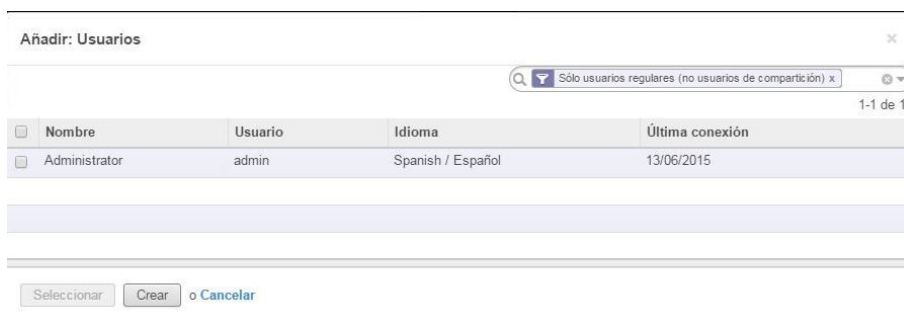 Añadir: Usuarios ×
Sólo usuarios regulares (no usuarios de compartición) x
1-1 de 1
Nombre Usuario Idioma Última conexión
Administrator admin Spanish / Español 13/06/2015
Seleccionar Crear o Cancelar